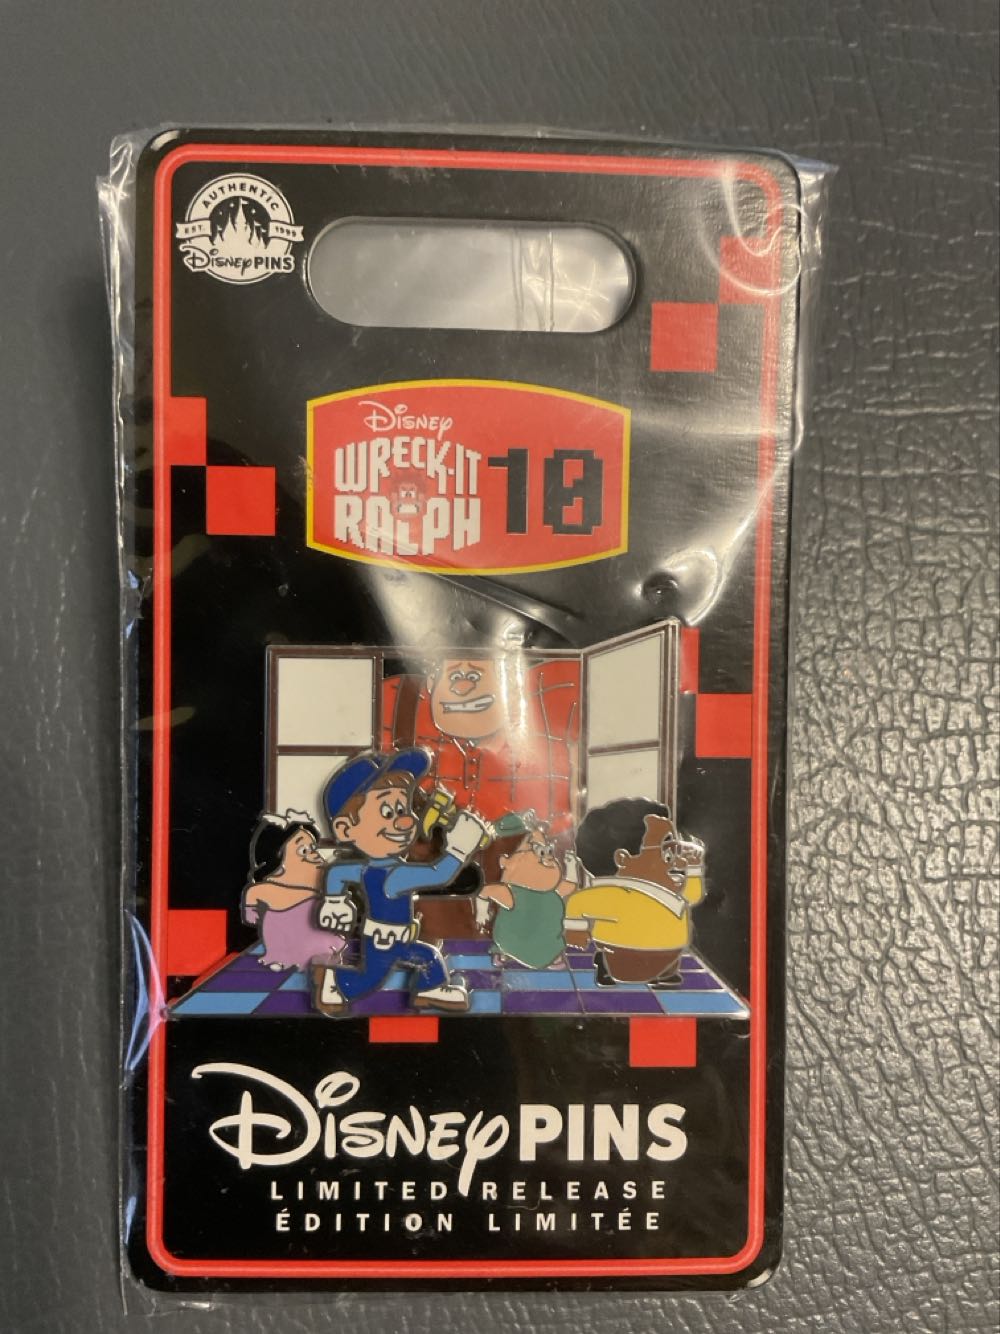 AUTHENTIC
EST. 1999
Disney PINS
Disney
WRECK-IT
RALPH
10
Disney PINS
LIMITED RELEASE
ÉDITION LIMITÉE